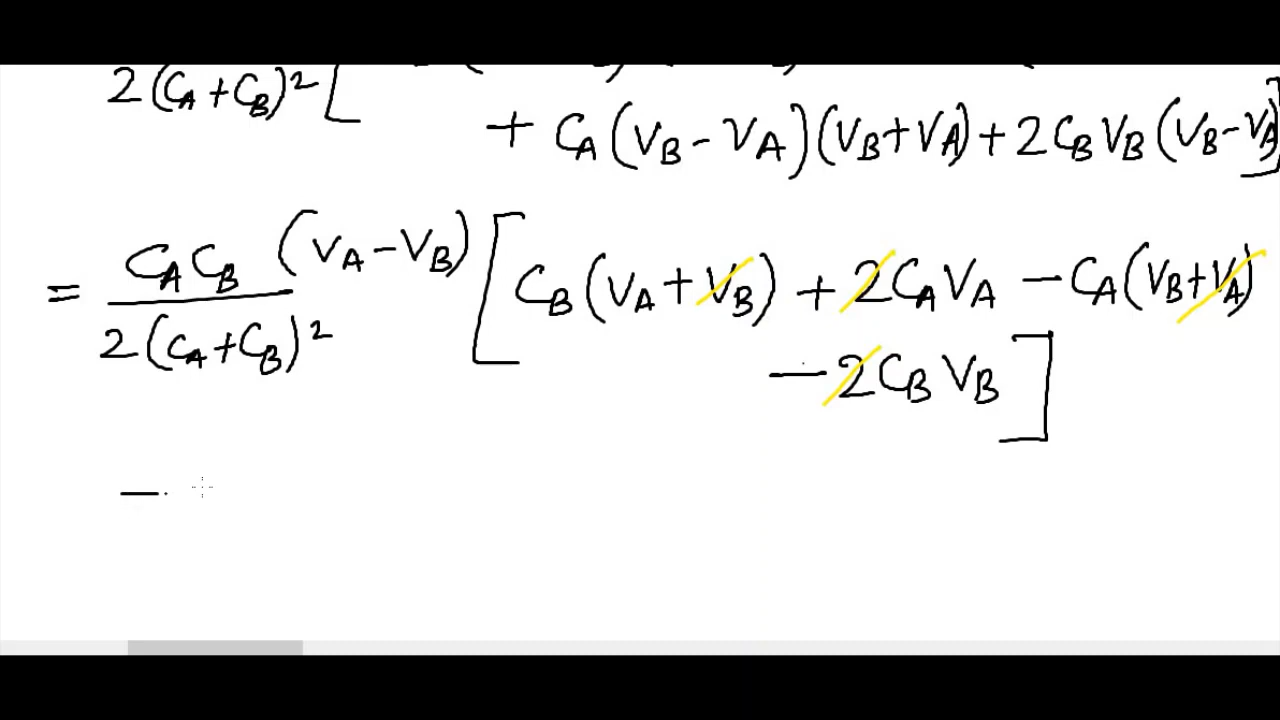 2(CA+CB)² [
+ CA(VB-VA)(VB+VA)+2CBVB(VB-VA)]
= CACB (VA-VB) [ CB(VA+VB) + 2CAVA - CA(VB+VA)
2(CA+CB)²
- 2CBVB ]